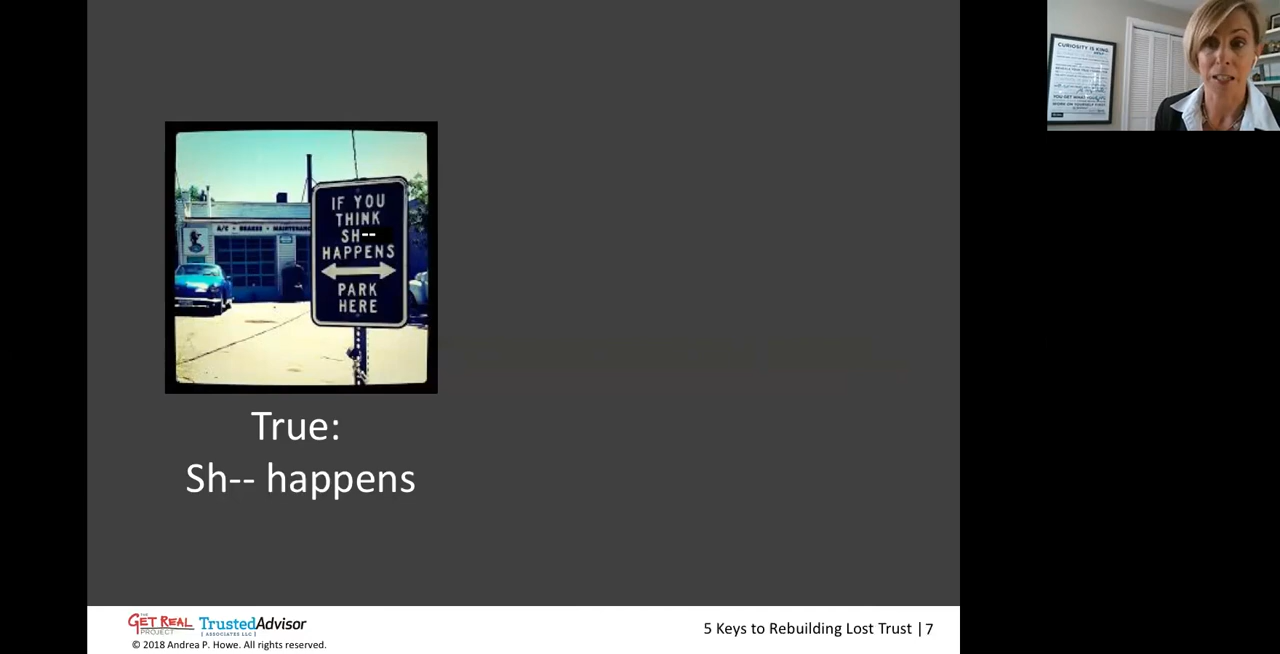 CURIOSITY IS KING.
A/C • BRAKES • MAINTENANCE
IF YOU
THINK
SH--
HAPPENS
PARK
HERE
True:
Sh-- happens
THE
GET REAL
PROJECT
TrustedAdvisor
[ ASSOCIATES LLC ]
5 Keys to Rebuilding Lost Trust | 7
© 2018 Andrea P. Howe. All rights reserved.